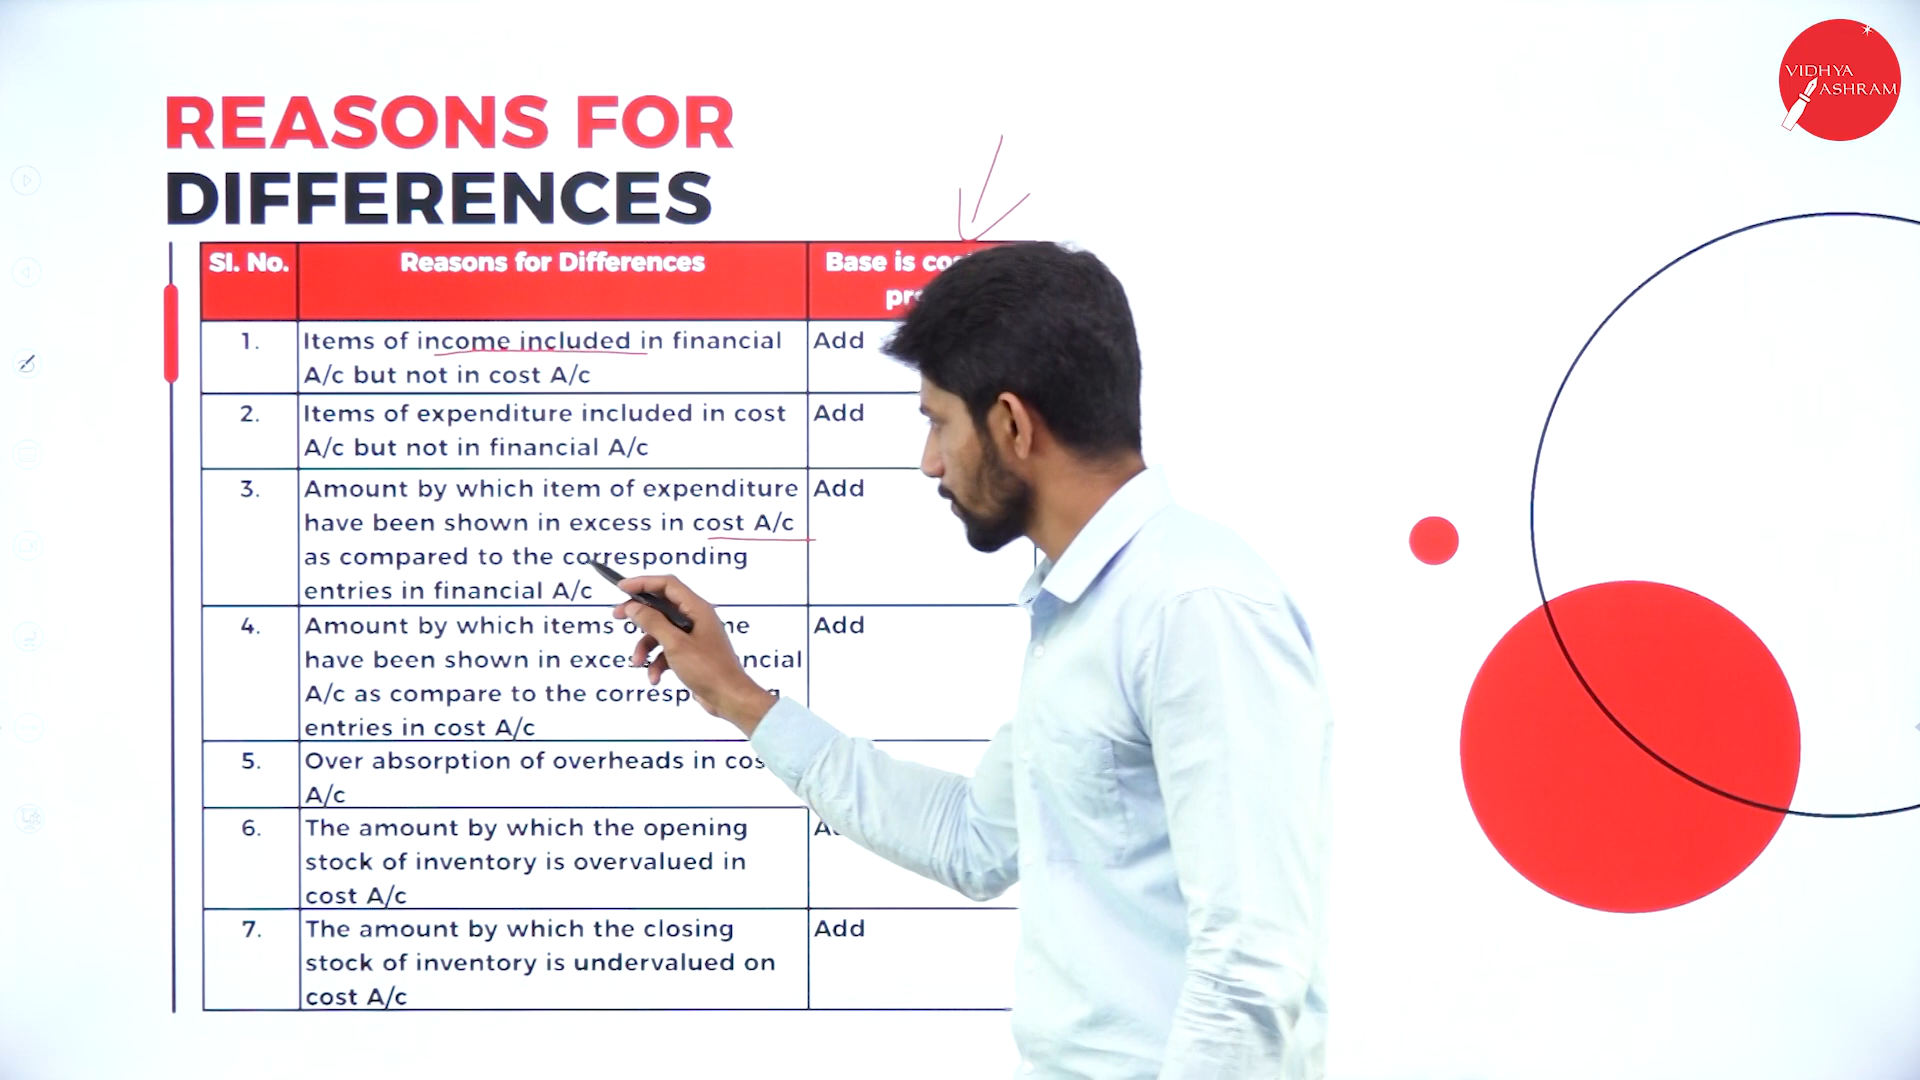 VIDHYA
ASHRAM
REASONS FOR
DIFFERENCES
Sl. No.
Reasons for Differences
Base is
1.
Items of income included in financial
A/c but not in cost A/c
Add
2.
Items of expenditure included in cost
A/c but not in financial A/c
Add
3.
Amount by which item of expenditure
have been shown in excess in cost A/c
as compared to the corresponding
entries in financial A/c
Add
4.
Amount by which items
have been shown in
A/c as compare to the
entries in cost A/c
Add
5.
Over absorption of overheads in
A/c
6.
The amount by which the opening
stock of inventory is overvalued in
cost A/c
7.
The amount by which the closing
stock of inventory is undervalued on
cost A/c
Add